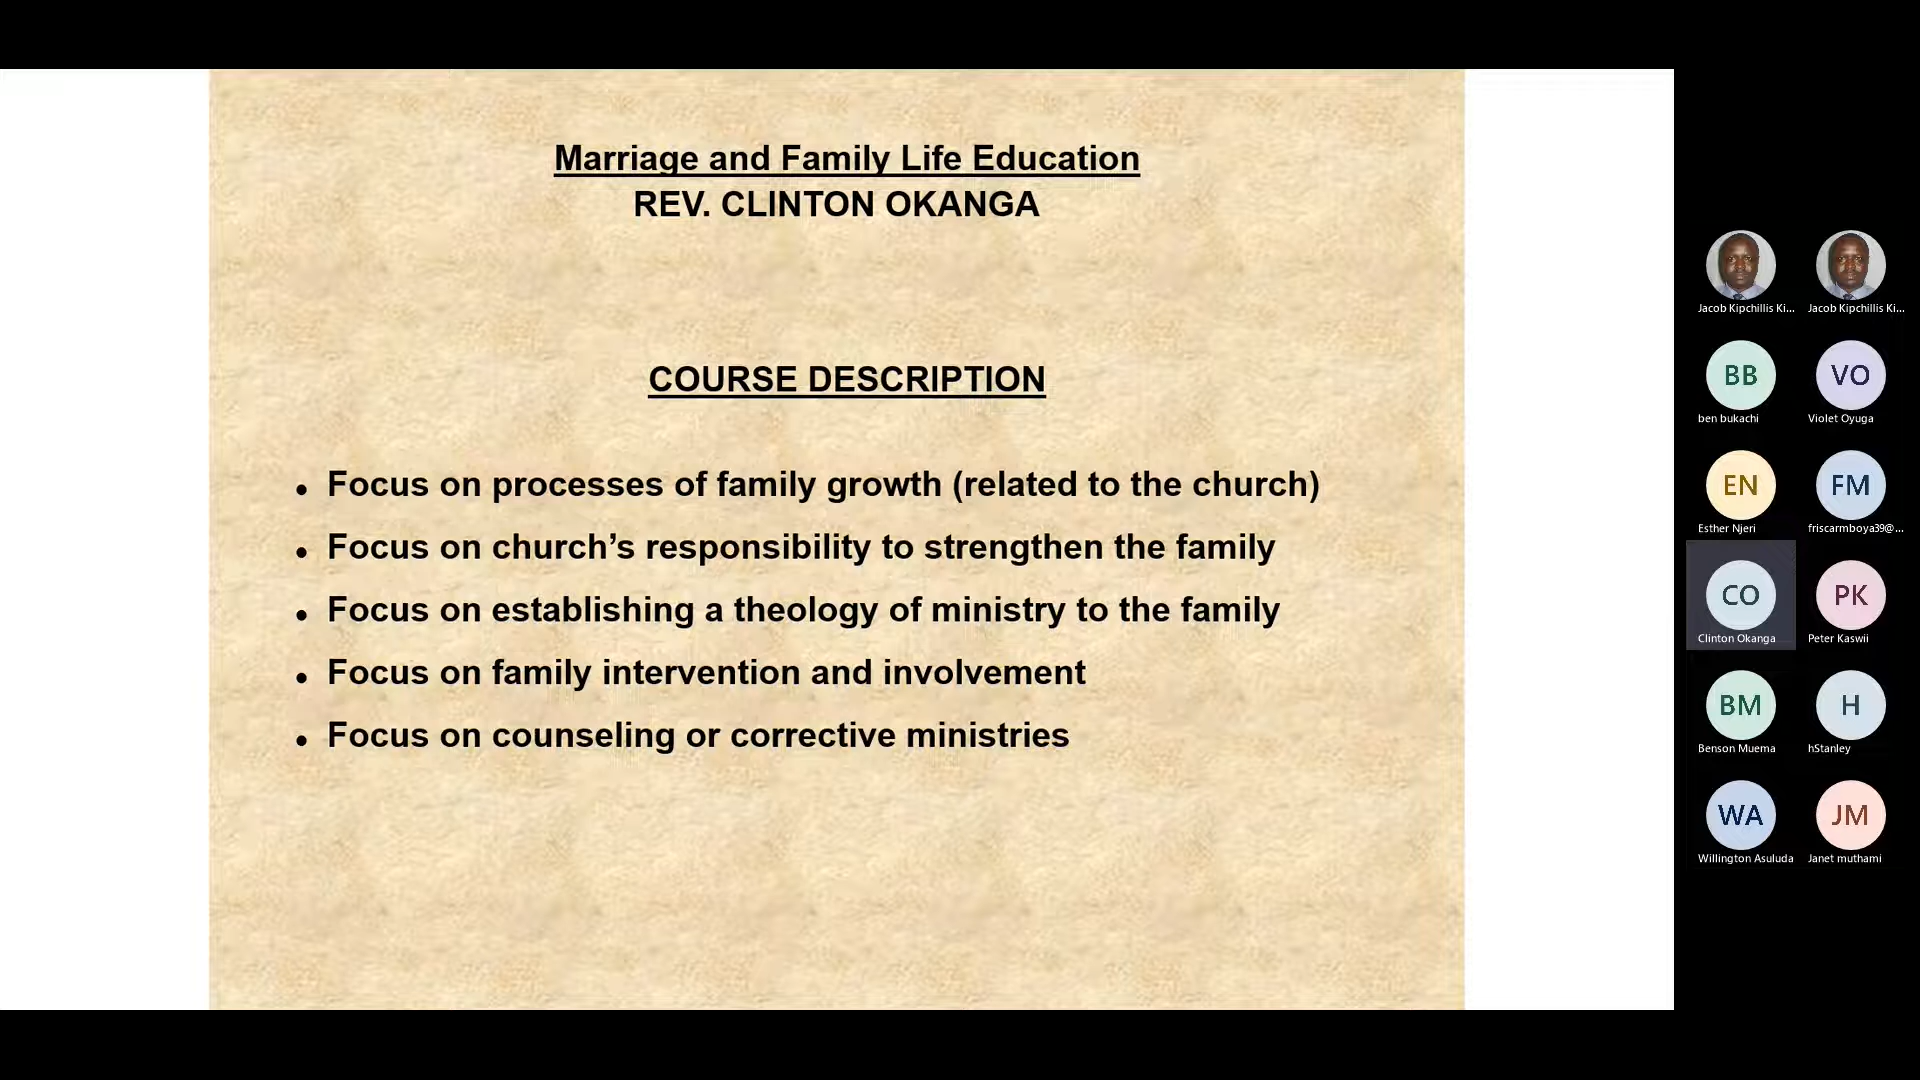 Marriage and Family Life Education
REV. CLINTON OKANGA
COURSE DESCRIPTION
• Focus on processes of family growth (related to the church)
• Focus on church’s responsibility to strengthen the family
• Focus on establishing a theology of ministry to the family
• Focus on family intervention and involvement
• Focus on counseling or corrective ministries
Jacob Kipchillis Ki...
Jacob Kipchillis Ki...
BB
ben bukachi
VO
Violet Oyuga
EN
Esther Njeri
FM
friscarmboya39@...
CO
Clinton Okanga
PK
Peter Kaswii
BM
Benson Muema
H
hStanley
WA
Willington Asuluda
JM
Janet muthami